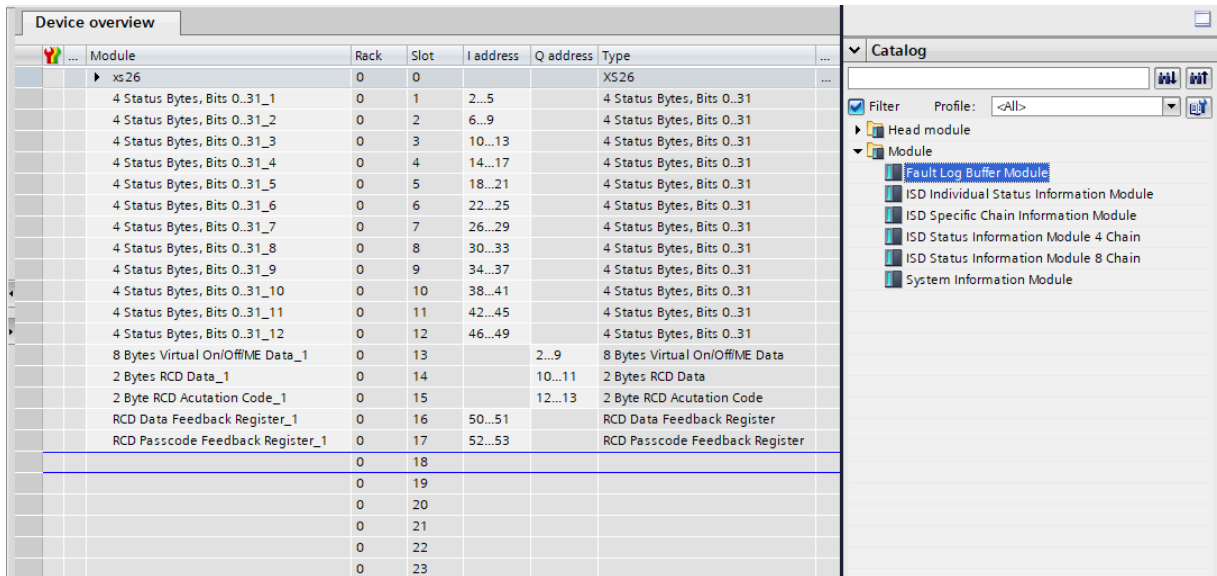 Device overview
... Module Rack Slot I address Q address Type ...
xs26 0 0 XS26 ...
4 Status Bytes, Bits 0..31_1 0 1 2...5 4 Status Bytes, Bits 0..31
4 Status Bytes, Bits 0..31_2 0 2 6...9 4 Status Bytes, Bits 0..31
4 Status Bytes, Bits 0..31_3 0 3 10...13 4 Status Bytes, Bits 0..31
4 Status Bytes, Bits 0..31_4 0 4 14...17 4 Status Bytes, Bits 0..31
4 Status Bytes, Bits 0..31_5 0 5 18...21 4 Status Bytes, Bits 0..31
4 Status Bytes, Bits 0..31_6 0 6 22...25 4 Status Bytes, Bits 0..31
4 Status Bytes, Bits 0..31_7 0 7 26...29 4 Status Bytes, Bits 0..31
4 Status Bytes, Bits 0..31_8 0 8 30...33 4 Status Bytes, Bits 0..31
4 Status Bytes, Bits 0..31_9 0 9 34...37 4 Status Bytes, Bits 0..31
4 Status Bytes, Bits 0..31_10 0 10 38...41 4 Status Bytes, Bits 0..31
4 Status Bytes, Bits 0..31_11 0 11 42...45 4 Status Bytes, Bits 0..31
4 Status Bytes, Bits 0..31_12 0 12 46...49 4 Status Bytes, Bits 0..31
8 Bytes Virtual On/Off/ME Data_1 0 13 2...9 8 Bytes Virtual On/Off/ME Data
2 Bytes RCD Data_1 0 14 10...11 2 Bytes RCD Data
2 Byte RCD Acutation Code_1 0 15 12...13 2 Byte RCD Acutation Code
RCD Data Feedback Register_1 0 16 50...51 RCD Data Feedback Register
RCD Passcode Feedback Register_1 0 17 52...53 RCD Passcode Feedback Register
0 18
0 19
0 20
0 21
0 22
0 23
Catalog
Filter Profile: <All>
Head module
Module
Fault Log Buffer Module
ISD Individual Status Information Module
ISD Specific Chain Information Module
ISD Status Information Module 4 Chain
ISD Status Information Module 8 Chain
System Information Module